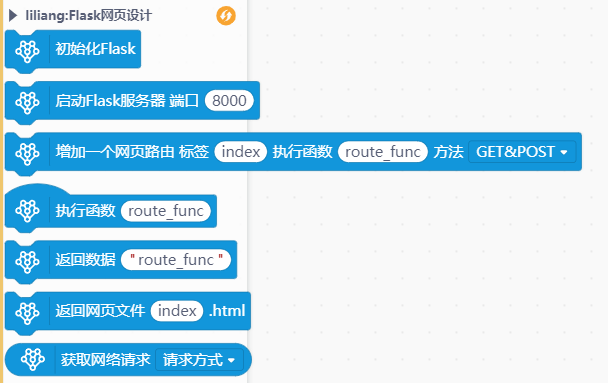 liliang:Flask网页设计
初始化Flask
启动Flask服务器 端口 8000
增加一个网页路由 标签 index 执行函数 route_func 方法 GET&POST
执行函数 route_func
返回数据 "route_func"
返回网页文件 index .html
获取网络请求 请求方式